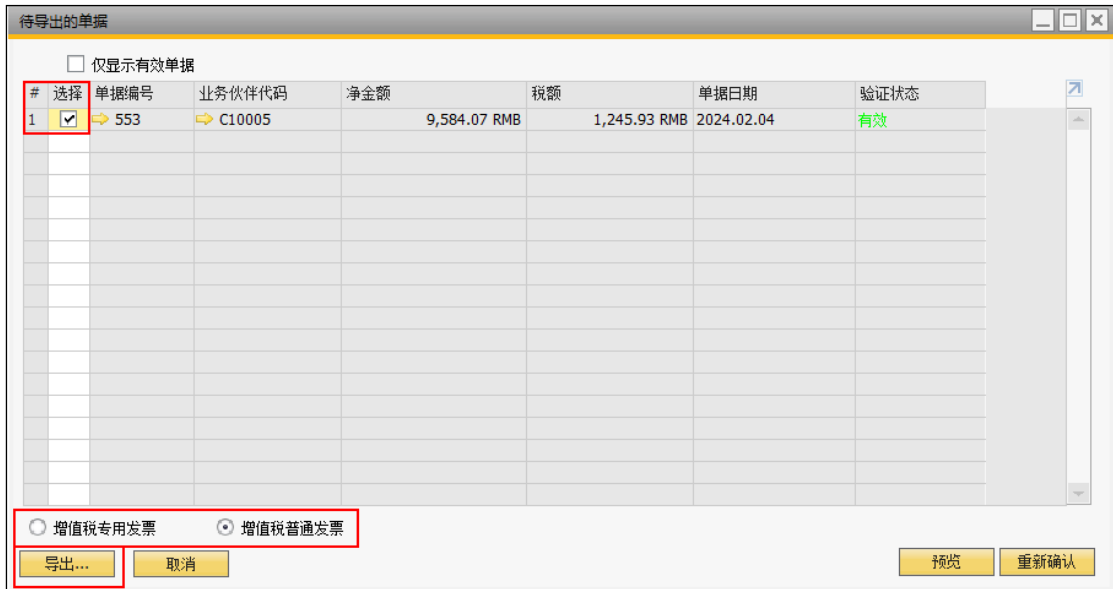 待导出的单据
仅显示有效单据
# 选择 单据编号 业务伙伴代码 净金额 税额 单据日期 验证状态
1 553 C10005 9,584.07 RMB 1,245.93 RMB 2024.02.04 有效
增值税专用发票 增值税普通发票
导出... 取消 预览 重新确认